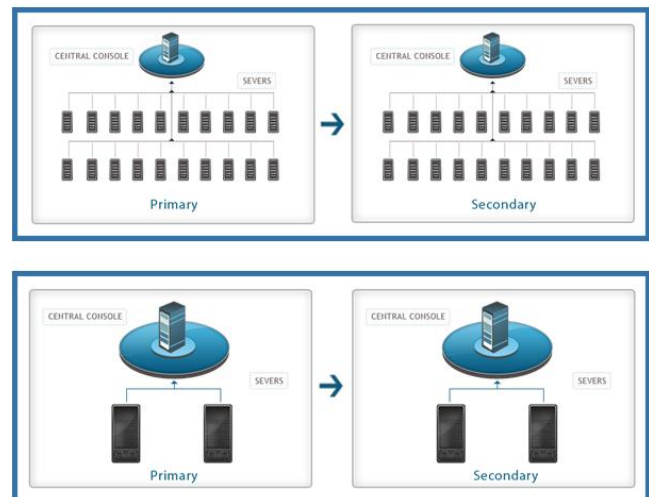 CENTRAL CONSOLE
CENTRAL CONSOLE
SEVERS
SEVERS
Primary
Secondary
CENTRAL CONSOLE
CENTRAL CONSOLE
SEVERS
SEVERS
Primary
Secondary